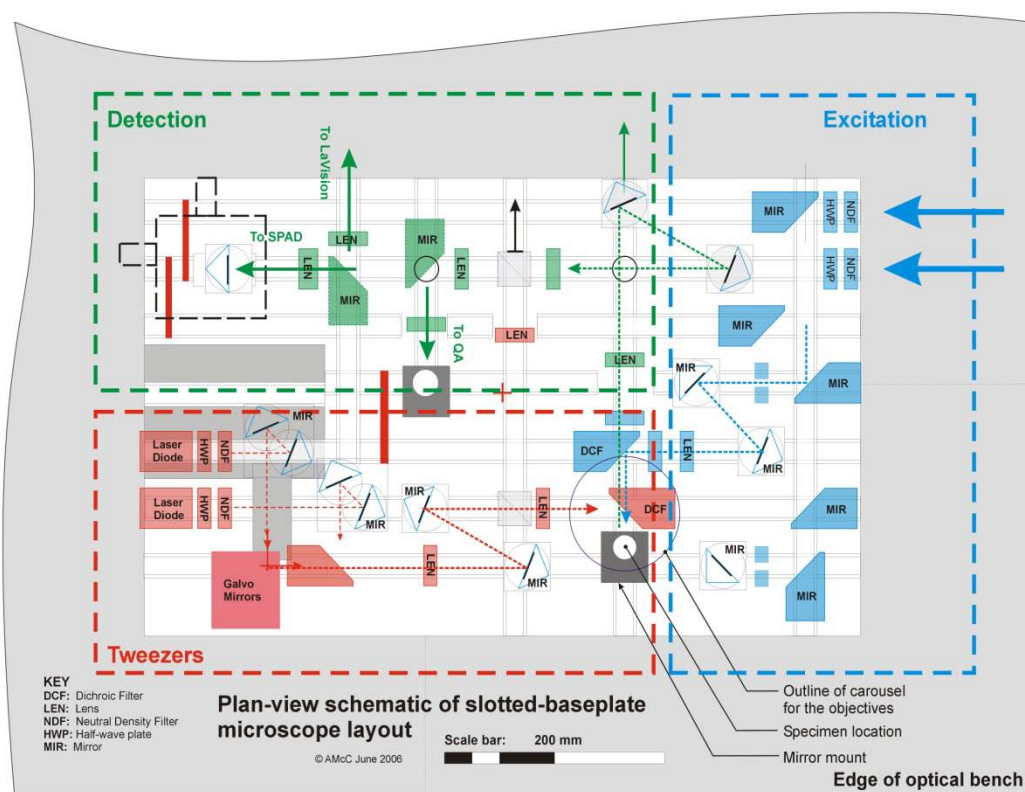 Detection
Excitation
To LaVision
MIR
HWP
NDF
To SPAD
LEN
LEN
MIR
LEN
HWP
NDF
MIR
To QA
MIR
LEN
LEN
MIR
MIR
MIR
Laser
Diode
HWP
NDF
DCF
LEN
MIR
Laser
Diode
HWP
NDF
MIR
MIR
LEN
DCF
MIR
Galvo
Mirrors
LEN
MIR
MIR
MIR
Tweezers
KEY
DCF: Dichroic Filter
LEN: Lens
NDF: Neutral Density Filter
HWP: Half-wave plate
MIR: Mirror
Plan-view schematic of slotted-baseplate
microscope layout
© AMcC June 2006
Scale bar: 200 mm
Outline of carousel
for the objectives
Specimen location
Mirror mount
Edge of optical bench